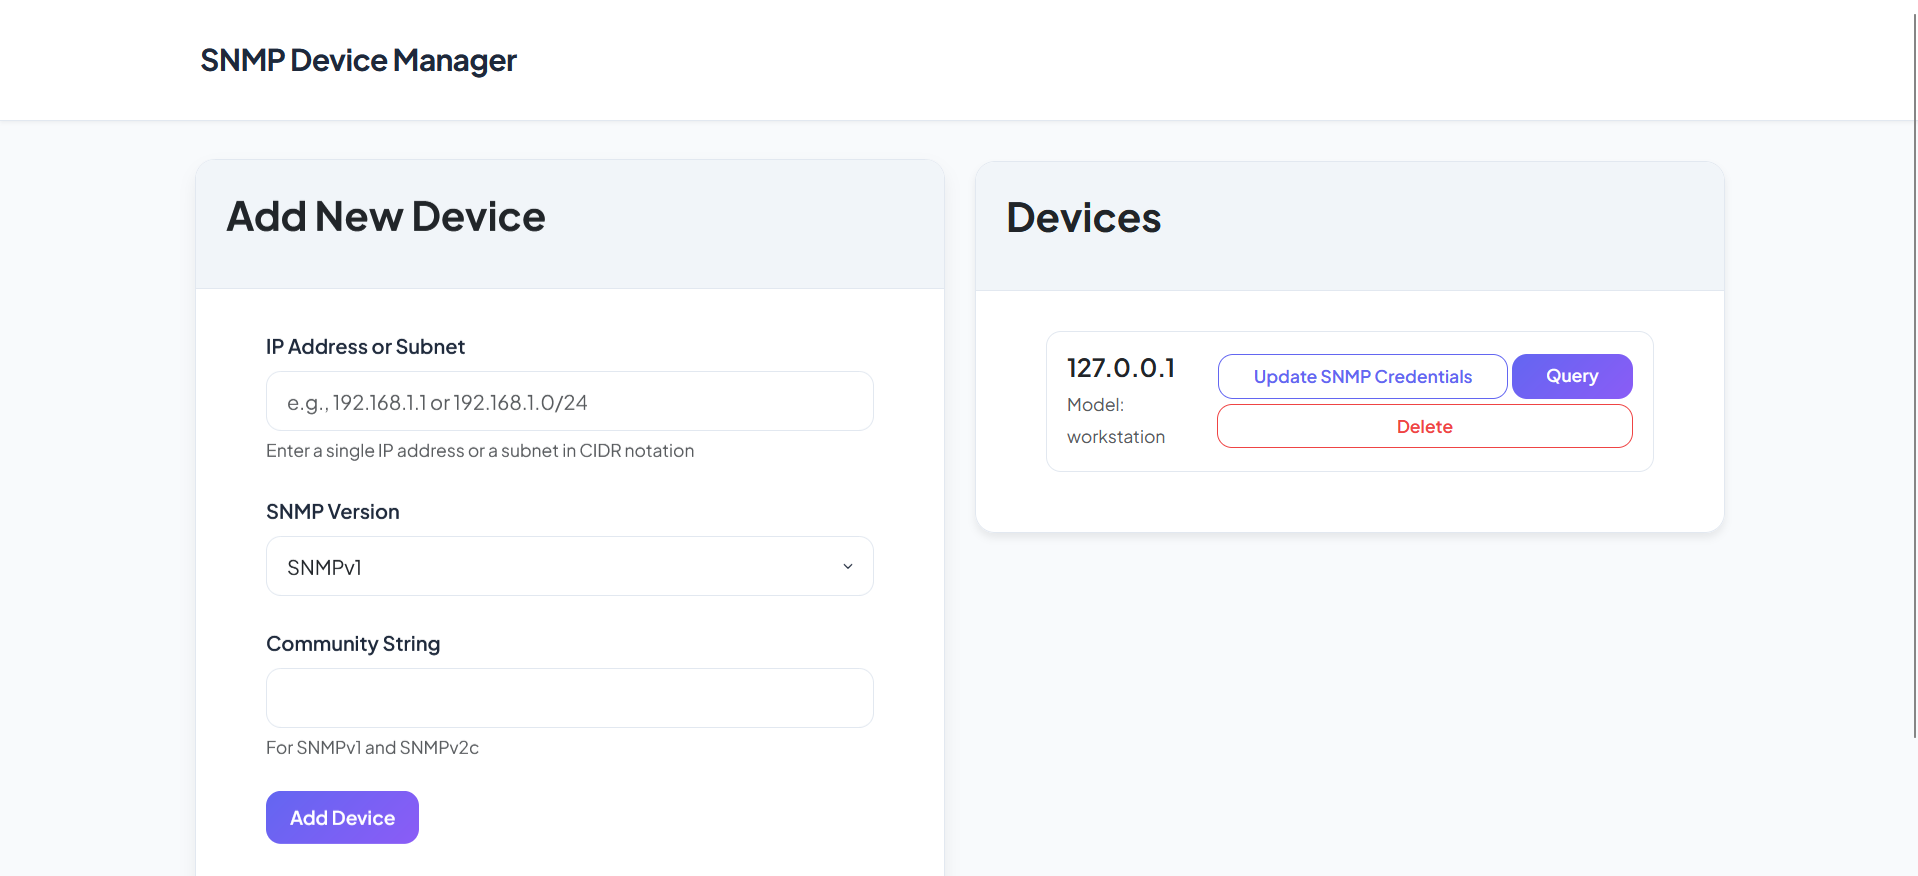 SNMP Device Manager
Add New Device
IP Address or Subnet
e.g., 192.168.1.1 or 192.168.1.0/24
Enter a single IP address or a subnet in CIDR notation
SNMP Version
SNMPv1
Community String
For SNMPv1 and SNMPv2c
Add Device
Devices
127.0.0.1
Model:
workstation
Update SNMP Credentials
Query
Delete